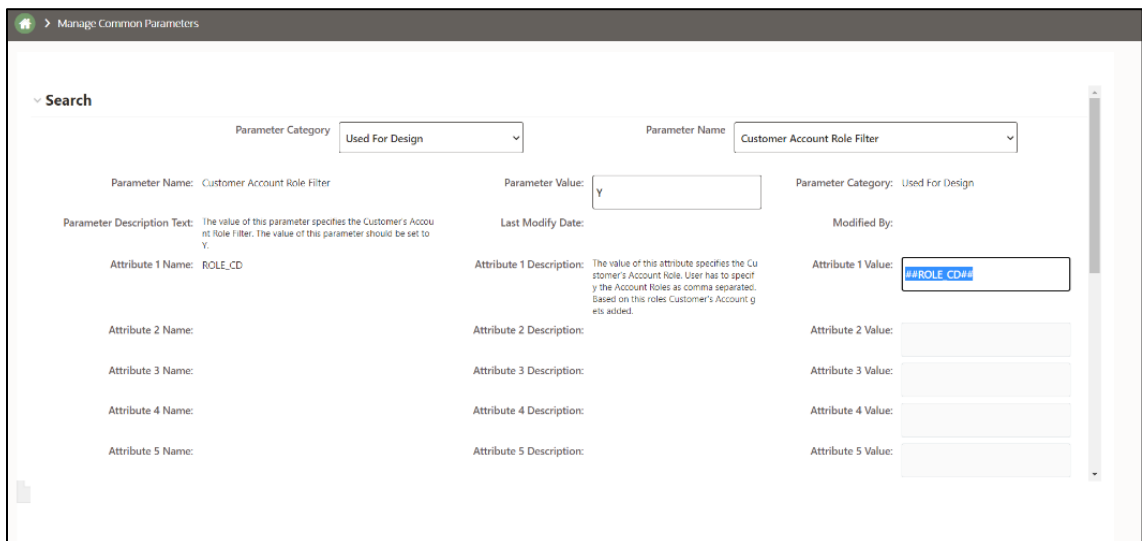 Manage Common Parameters
Search
Parameter Category Used For Design Parameter Name Customer Account Role Filter
Parameter Name: Customer Account Role Filter Parameter Value: Y Parameter Category: Used For Design
Parameter Description Text: The value of this parameter specifies the Customer's Accou
nt Role Filter. The value of this parameter should be set to
Y.
Last Modify Date: Modified By:
Attribute 1 Name: ROLE_CD Attribute 1 Description: The value of this attribute specifies the Cu
stomer's Account Role. User has to specif
y the Account Roles as comma separated.
Based on this roles Customer's Account g
ets added.
Attribute 1 Value: ##ROLE_CD##
Attribute 2 Name: Attribute 2 Description: Attribute 2 Value:
Attribute 3 Name: Attribute 3 Description: Attribute 3 Value:
Attribute 4 Name: Attribute 4 Description: Attribute 4 Value:
Attribute 5 Name: Attribute 5 Description: Attribute 5 Value: